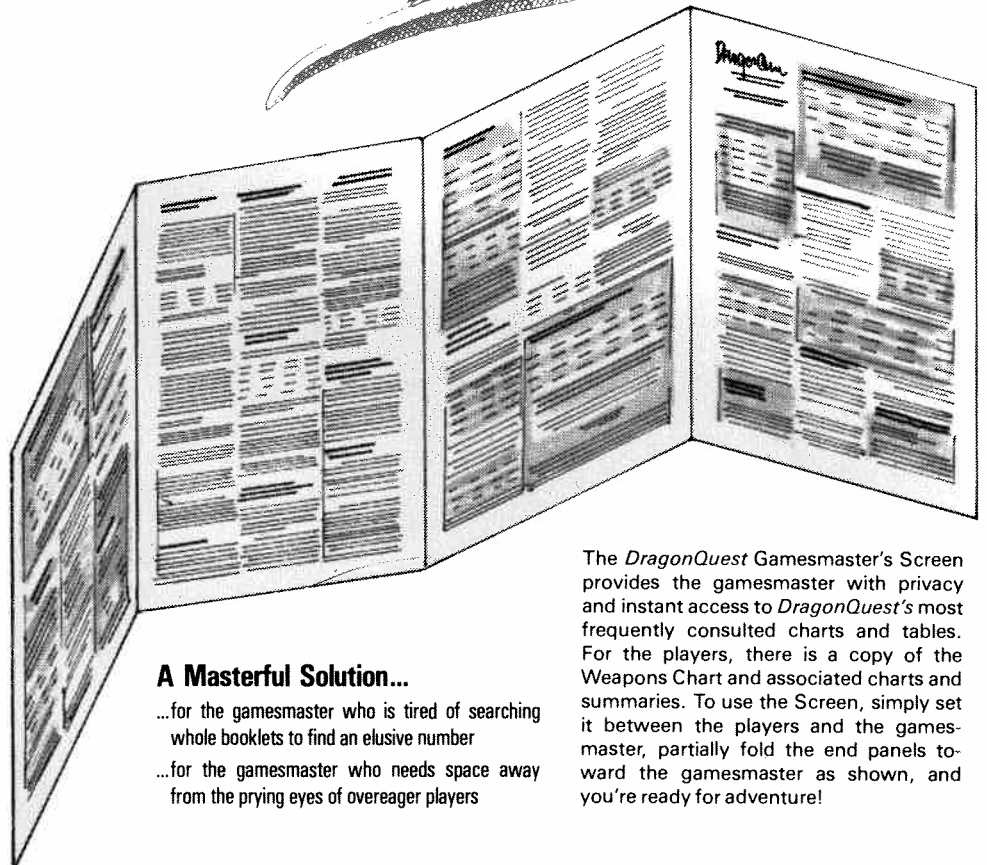 DragonQuest
A Masterful Solution...
...for the gamesmaster who is tired of searching
whole booklets to find an elusive number
...for the gamesmaster who needs space away
from the prying eyes of overeager players
The DragonQuest Gamesmaster's Screen
provides the gamesmaster with privacy
and instant access to DragonQuest's most
frequently consulted charts and tables.
For the players, there is a copy of the
Weapons Chart and associated charts and
summaries. To use the Screen, simply set
it between the players and the games-
master, partially fold the end panels to-
ward the gamesmaster as shown, and
you're ready for adventure!